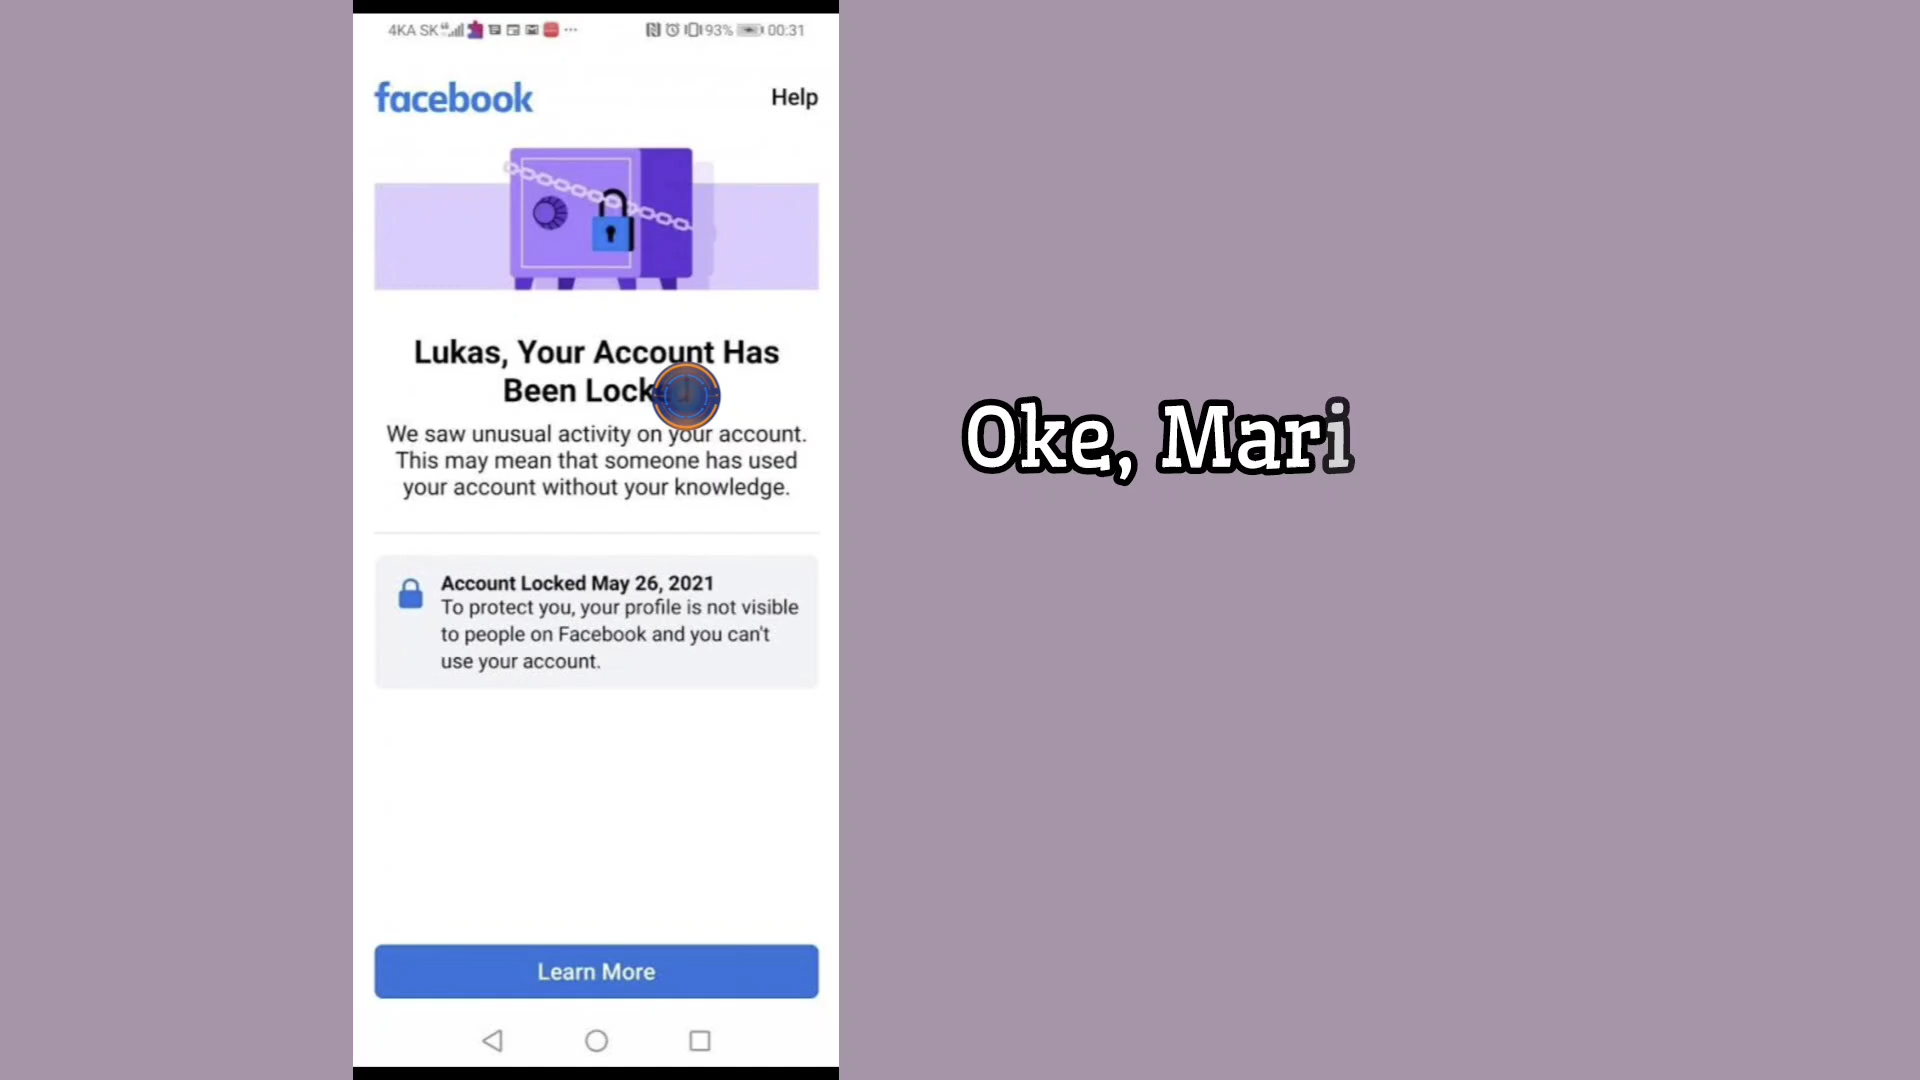 4KA SK
93%
00:31
facebook
Help
Lukas, Your Account Has
Been Lock
We saw unusual activity on your account.
This may mean that someone has used
your account without your knowledge.
Account Locked May 26, 2021
To protect you, your profile is not visible
to people on Facebook and you can't
use your account.
Learn More
Oke, Mari